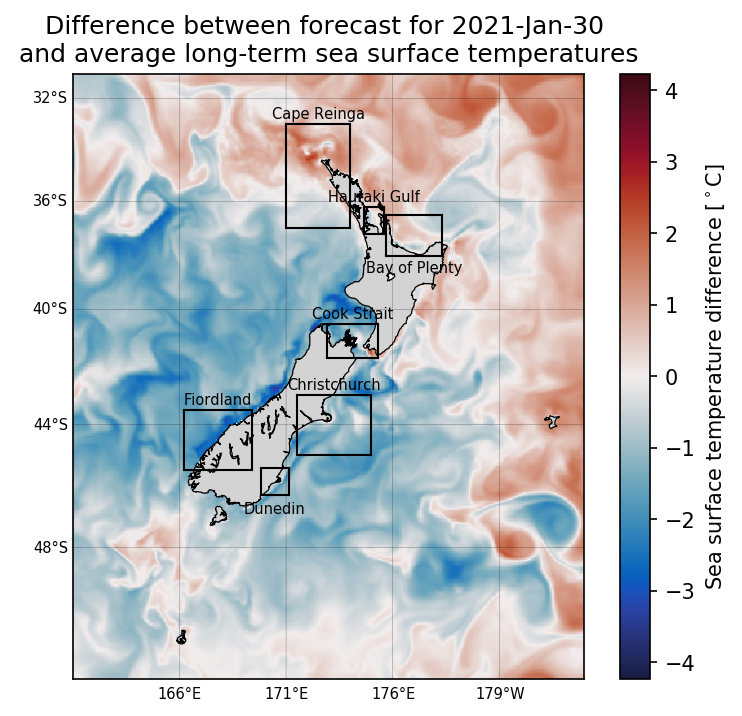 Difference between forecast for 2021-Jan-30
and average long-term sea surface temperatures
32°S
36°S
40°S
44°S
48°S
166°E
171°E
176°E
179°W
Cape Reinga
Hauraki Gulf
Bay of Plenty
Cook Strait
Christchurch
Fiordland
Dunedin
4
3
2
1
0
−1
−2
−3
−4
Sea surface temperature difference [°C]